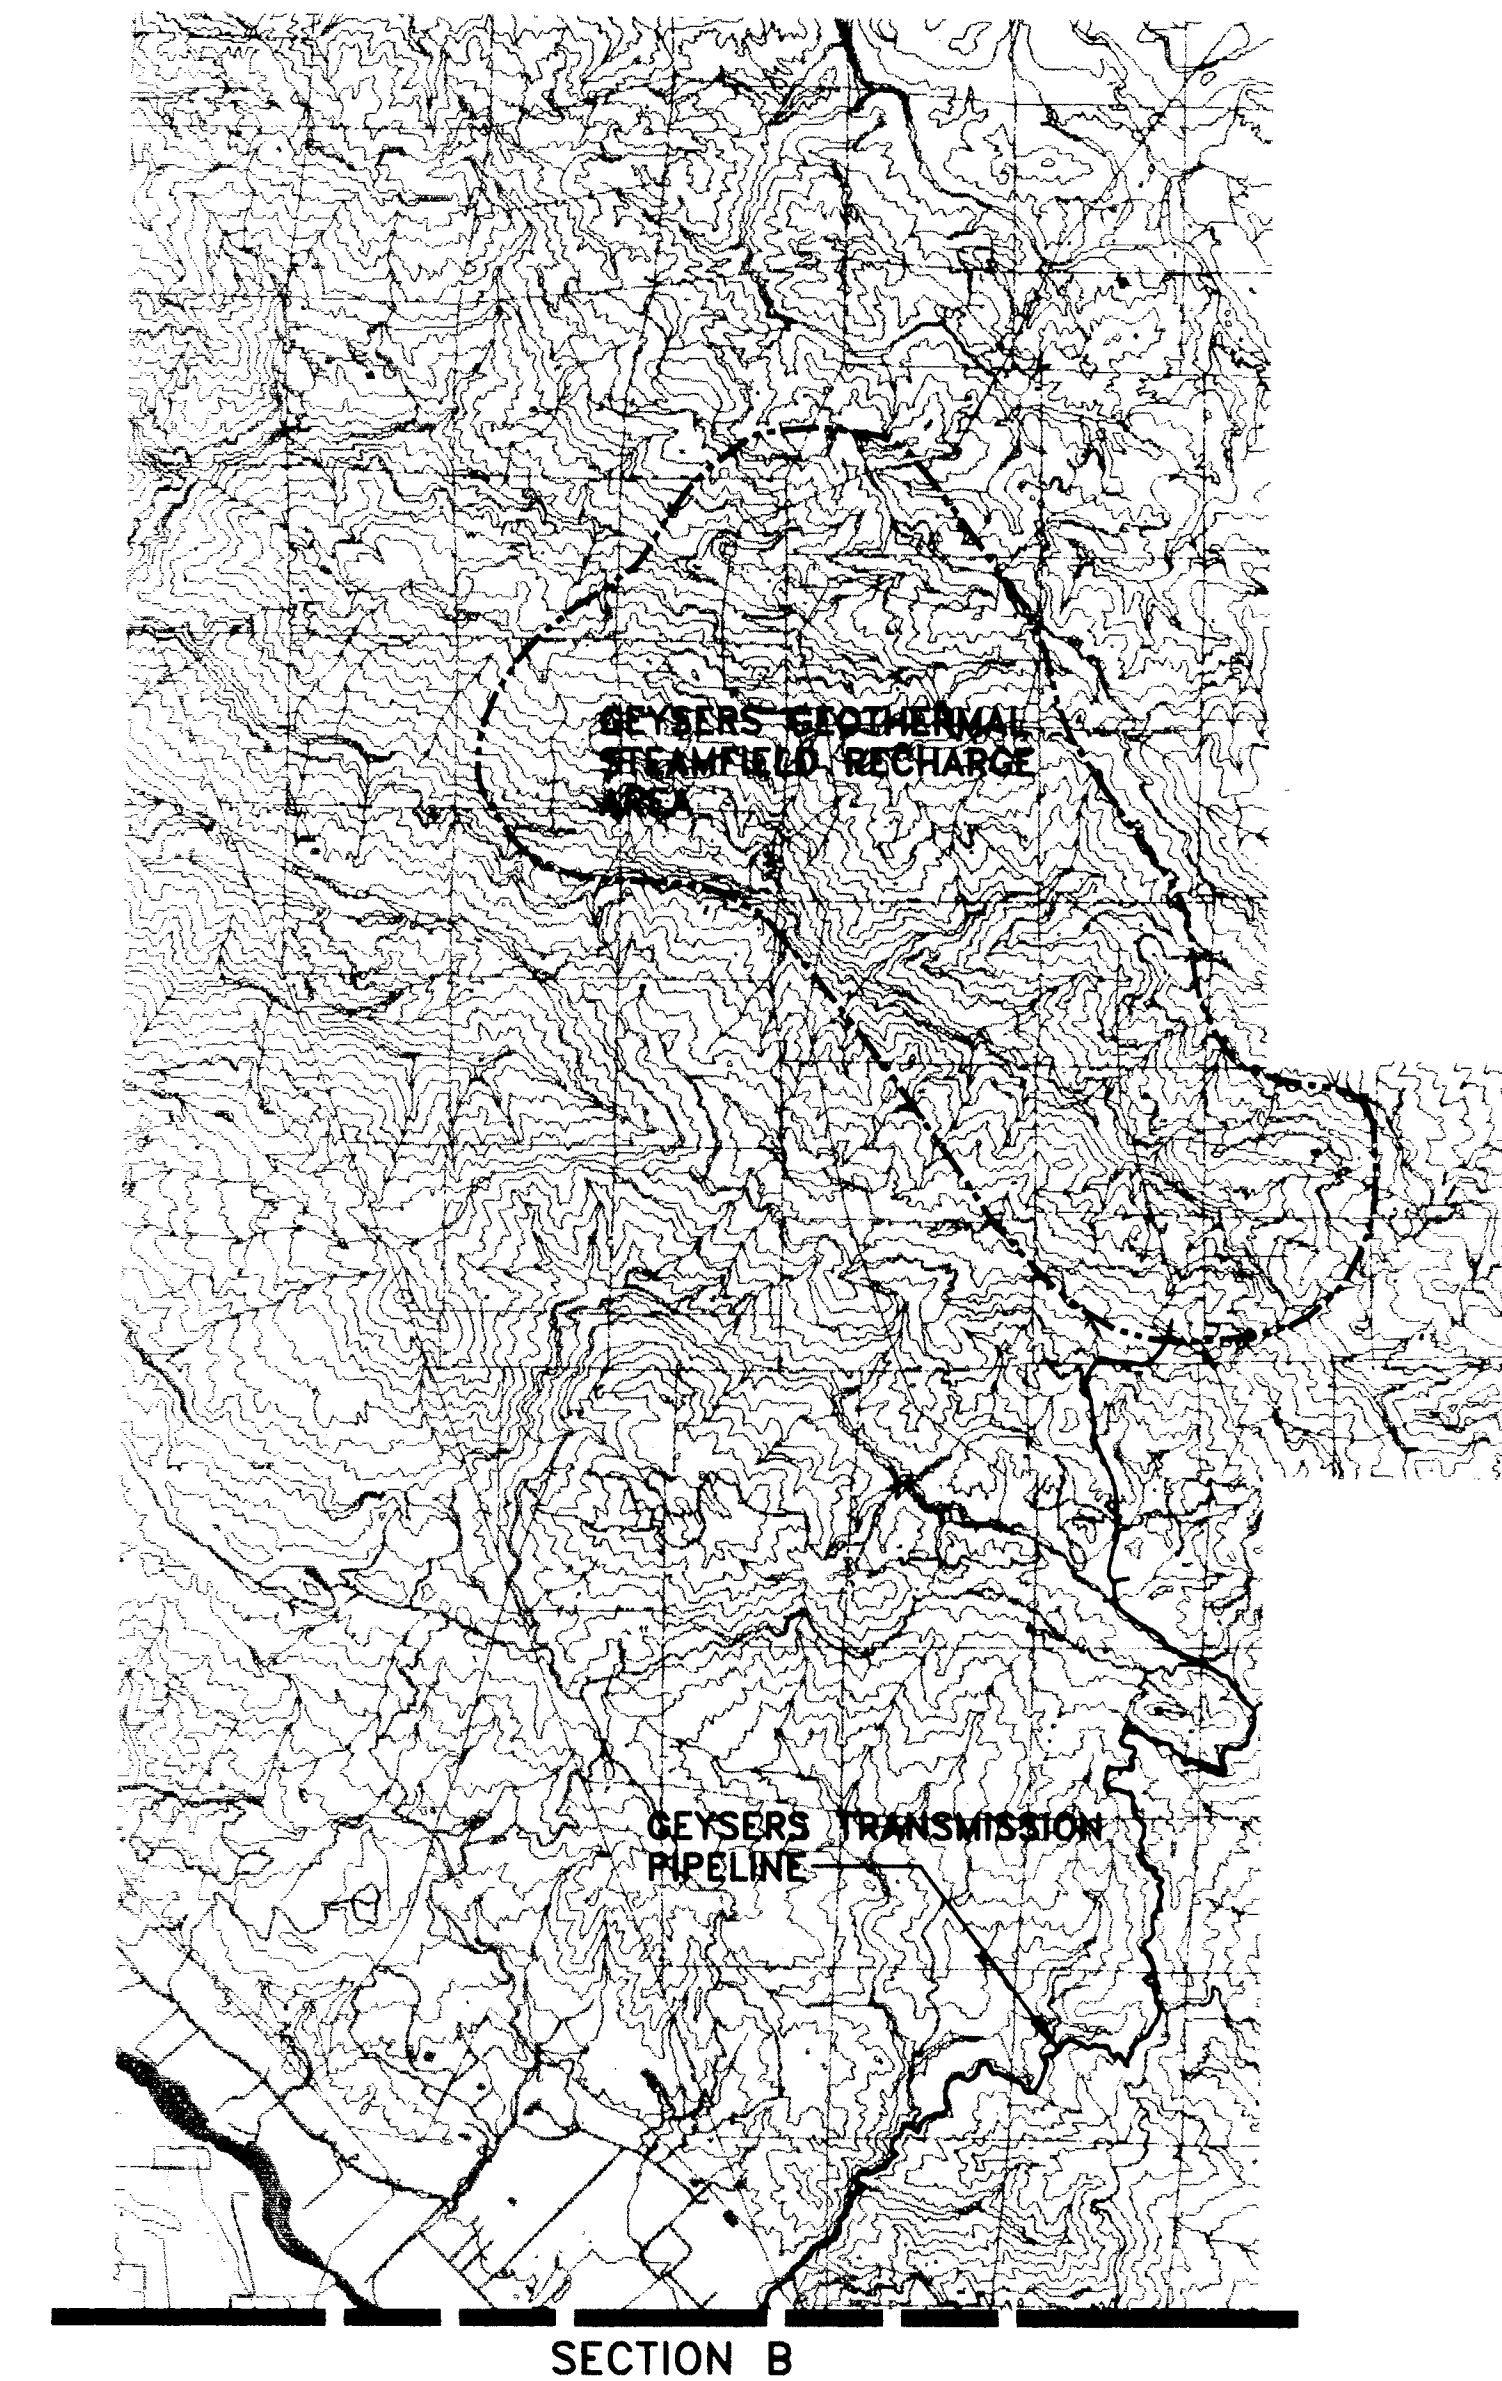 GEYSERS GEOTHERMAL
STEAMFIELD RECHARGE
AREA
GEYSERS TRANSMISSION
PIPELINE
SECTION B